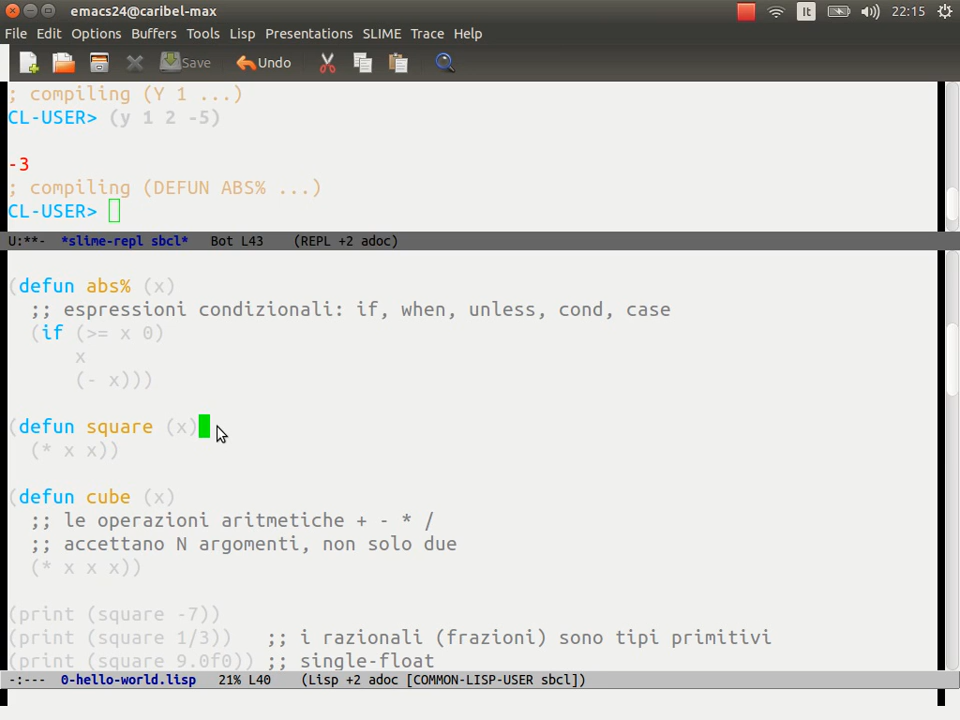 emacs24@caribel-max
It
22:15
File Edit Options Buffers Tools Lisp Presentations SLIME Trace Help
Save Undo
; compiling (Y 1 ...)
CL-USER> (y 1 2 -5)
-3
; compiling (DEFUN ABS% ...)
CL-USER>
U:**- *slime-repl sbcl* Bot L43 (REPL +2 adoc)
(defun abs% (x)
;; espressioni condizionali: if, when, unless, cond, case
(if (>= x 0)
x
(- x)))
(defun square (x)
(* x x))
(defun cube (x)
;; le operazioni aritmetiche + - * /
;; accettano N argomenti, non solo due
(* x x x))
(print (square -7))
(print (square 1/3)) ;; i razionali (frazioni) sono tipi primitivi
(print (square 9.0f0)) ;; single-float
-:--- 0-hello-world.lisp 21% L40 (Lisp +2 adoc [COMMON-LISP-USER sbcl])